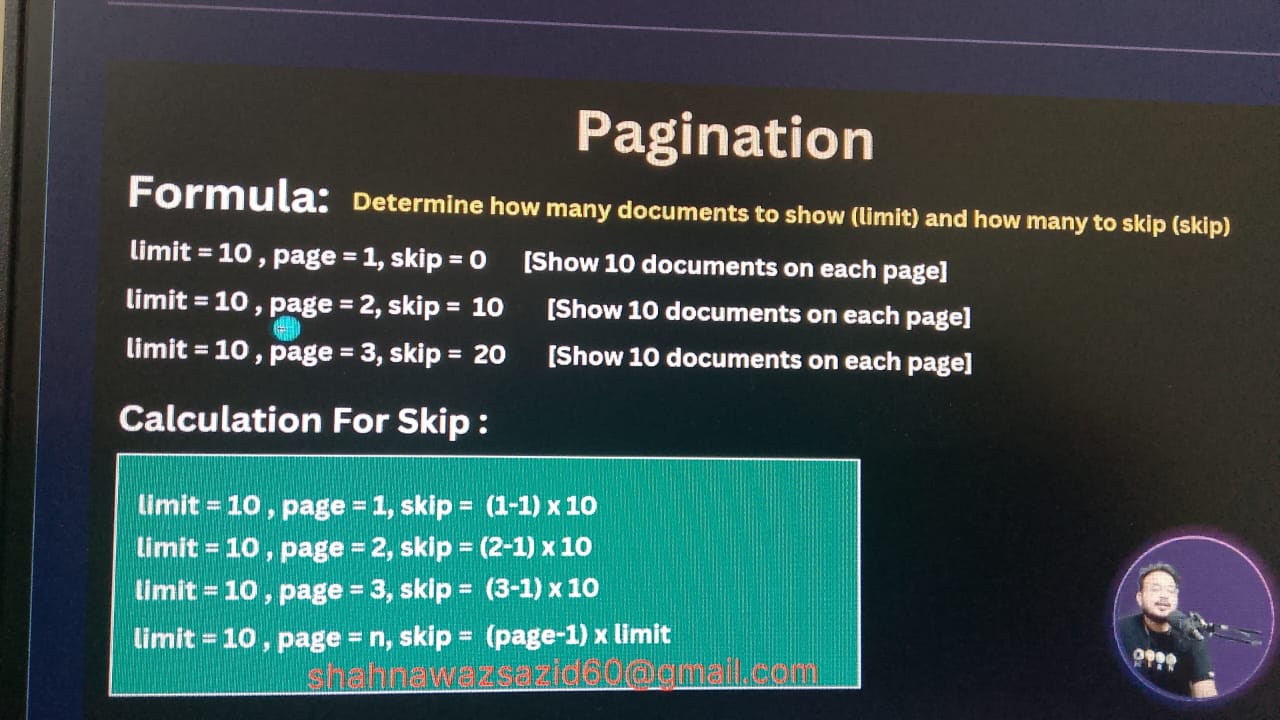 Pagination
Formula: Determine how many documents to show (limit) and how many to skip (skip)
limit = 10 , page = 1, skip = 0 [Show 10 documents on each page]
limit = 10 , page = 2, skip = 10 [Show 10 documents on each page]
limit = 10 , page = 3, skip = 20 [Show 10 documents on each page]
Calculation For Skip :
limit = 10 , page = 1, skip = (1-1) x 10
limit = 10 , page = 2, skip = (2-1) x 10
limit = 10 , page = 3, skip = (3-1) x 10
limit = 10 , page = n, skip = (page-1) x limit
shahnawazsazid60@gmail.com